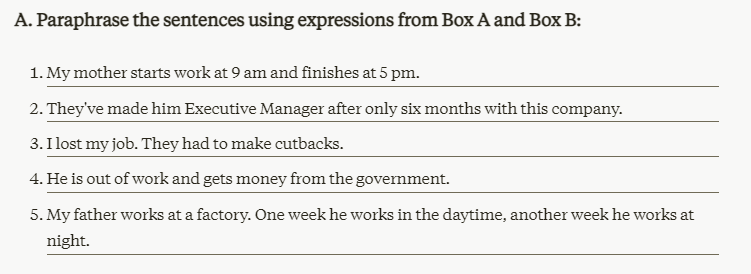 A. Paraphrase the sentences using expressions from Box A and Box B:
1. My mother starts work at 9 am and finishes at 5 pm.
2. They've made him Executive Manager after only six months with this company.
3. I lost my job. They had to make cutbacks.
4. He is out of work and gets money from the government.
5. My father works at a factory. One week he works in the daytime, another week he works at
night.